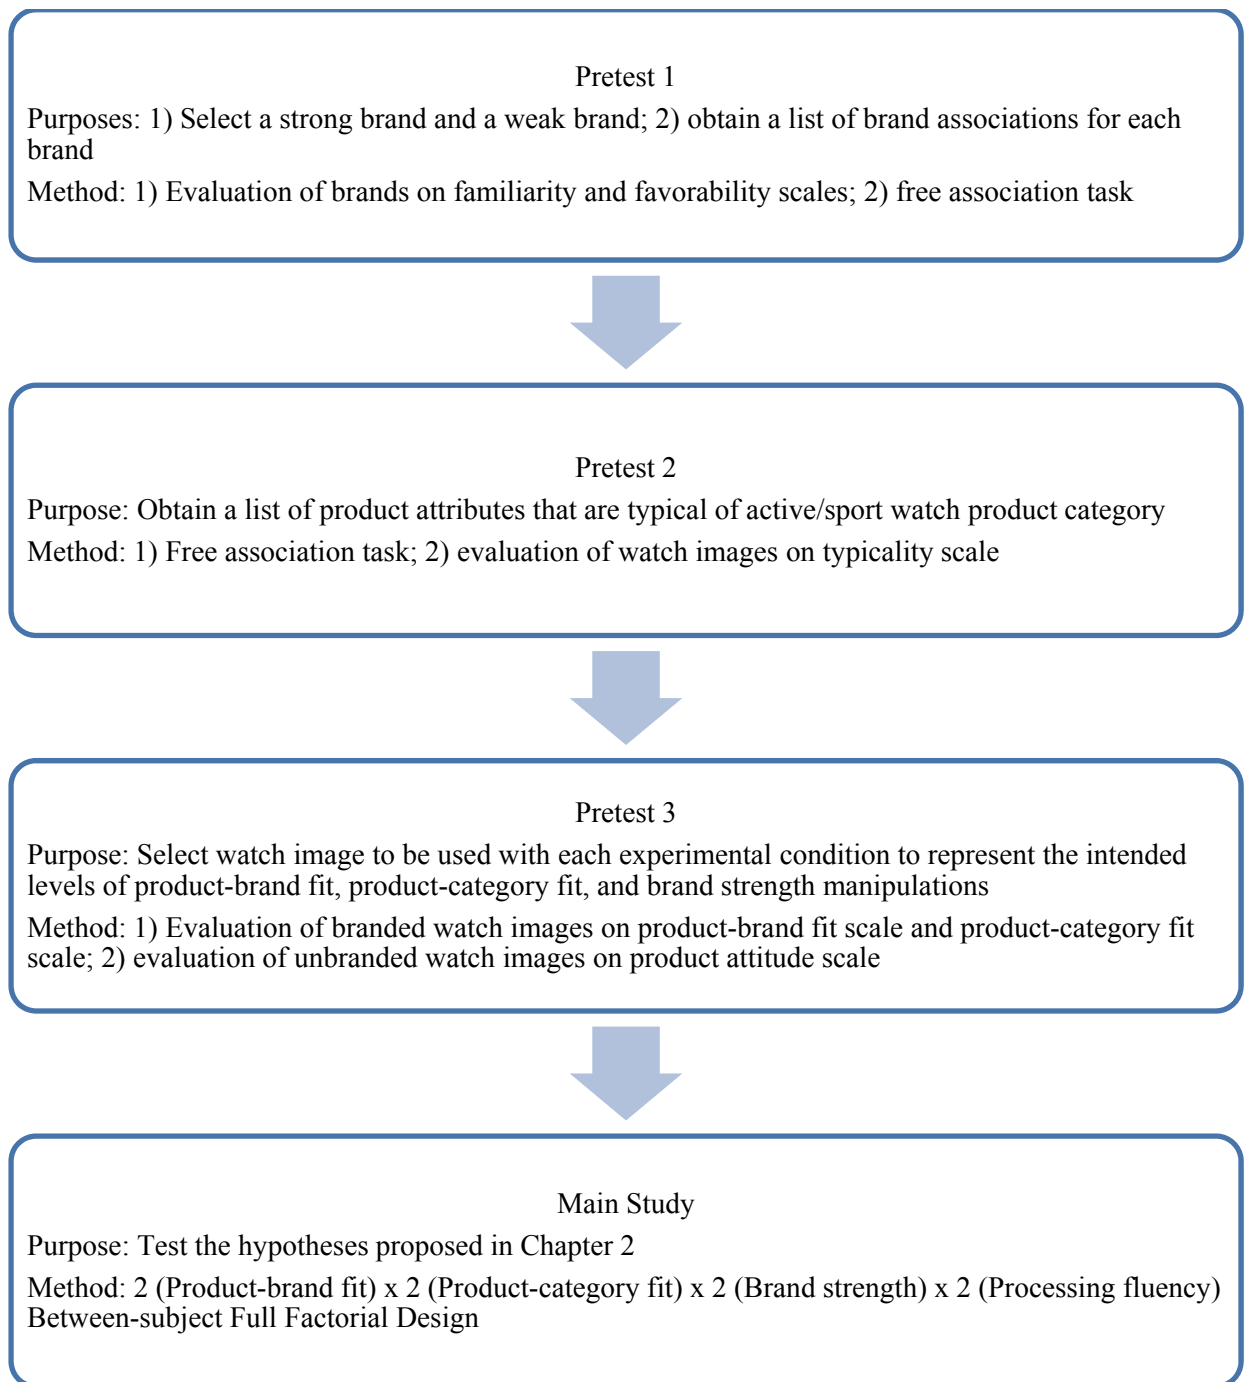 Pretest 1
Purposes: 1) Select a strong brand and a weak brand; 2) obtain a list of brand associations for each
brand
Method: 1) Evaluation of brands on familiarity and favorability scales; 2) free association task
Pretest 2
Purpose: Obtain a list of product attributes that are typical of active/sport watch product category
Method: 1) Free association task; 2) evaluation of watch images on typicality scale
Pretest 3
Purpose: Select watch image to be used with each experimental condition to represent the intended
levels of product-brand fit, product-category fit, and brand strength manipulations
Method: 1) Evaluation of branded watch images on product-brand fit scale and product-category fit
scale; 2) evaluation of unbranded watch images on product attitude scale
Main Study
Purpose: Test the hypotheses proposed in Chapter 2
Method: 2 (Product-brand fit) x 2 (Product-category fit) x 2 (Brand strength) x 2 (Processing fluency)
Between-subject Full Factorial Design